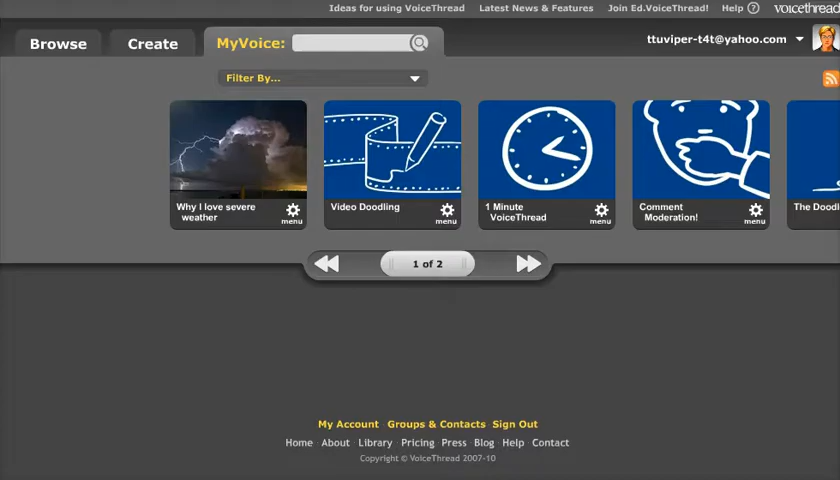 Ideas for using VoiceThread Latest News & Features Join Ed.VoiceThread! Help ? voicethread
Browse Create MyVoice: ttuviper-t4t@yahoo.com
Filter By...
Why I love severe
weather
menu
Video Doodling
menu
1 Minute
VoiceThread
menu
Comment
Moderation!
menu
The Doodl
1 of 2
My Account Groups & Contacts Sign Out
Home About Library Pricing Press Blog Help Contact
Copyright © VoiceThread 2007-10